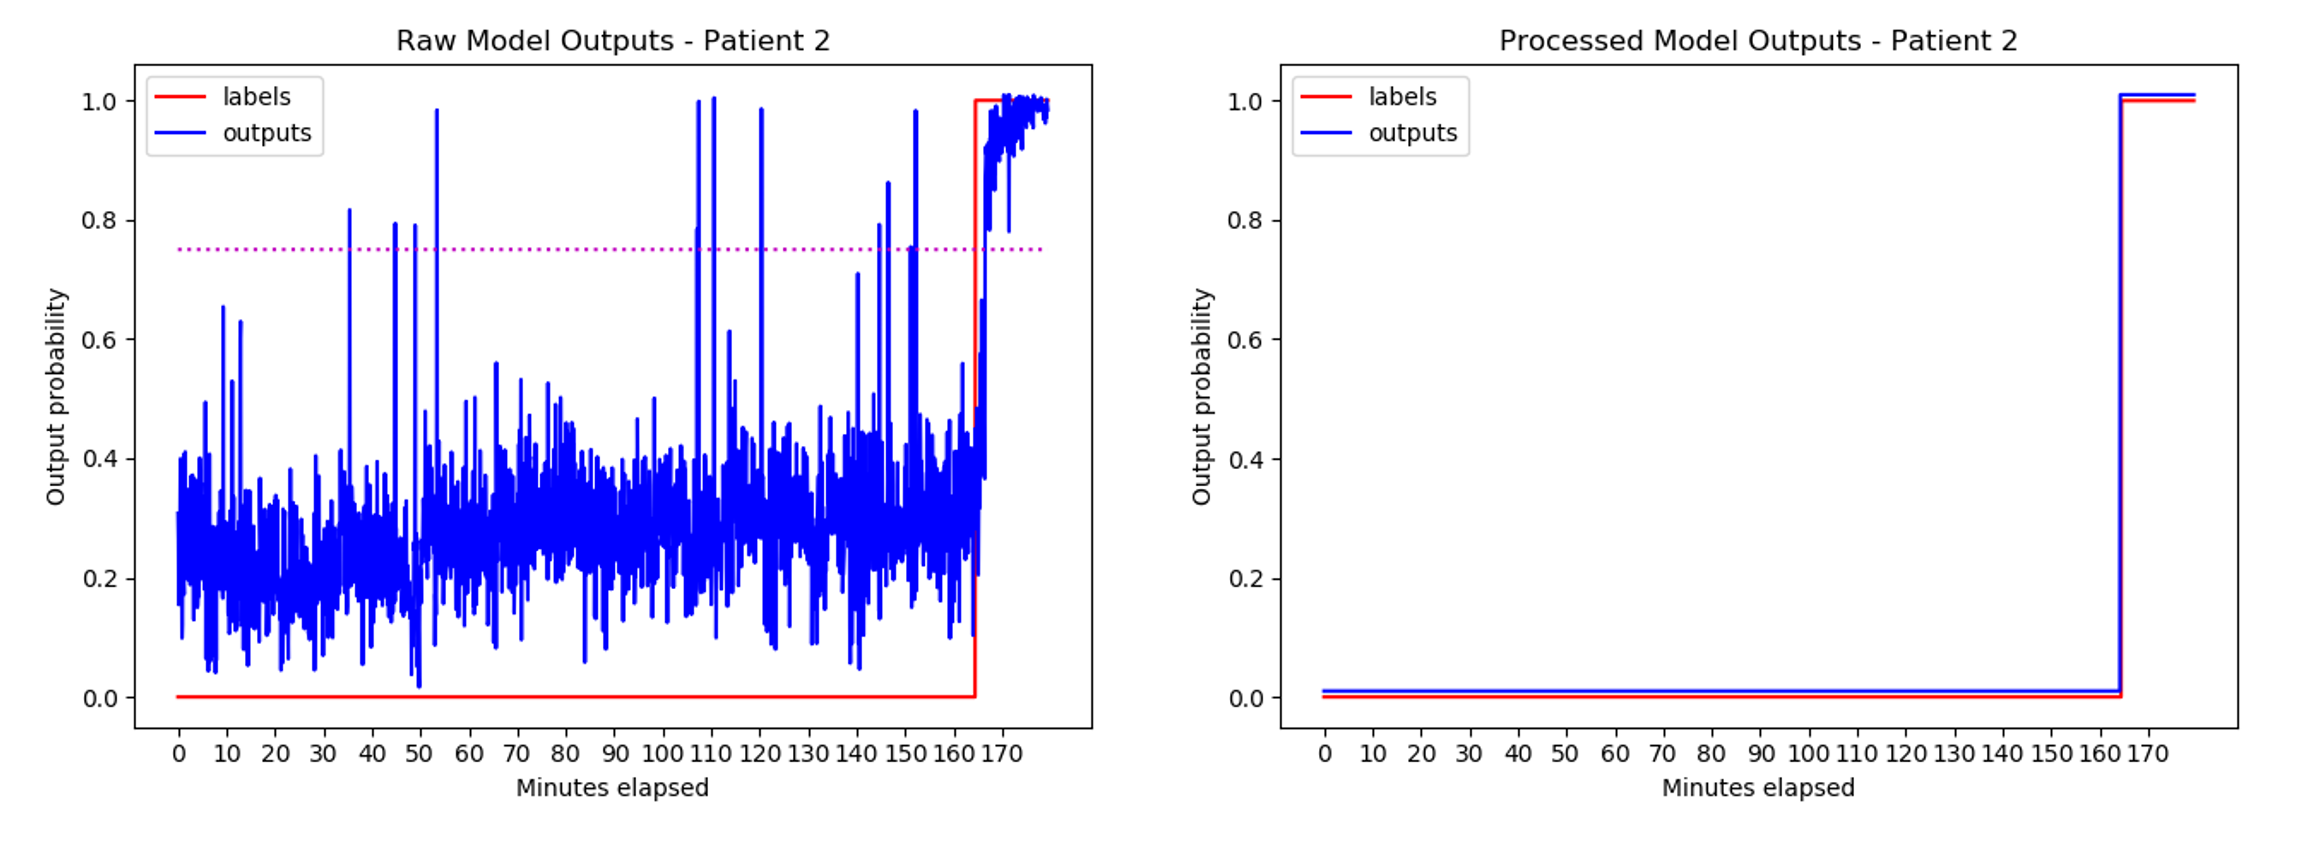 Raw Model Outputs - Patient 2
labels
outputs
1.0
0.8
0.6
0.4
0.2
0.0
Output probability
0 10 20 30 40 50 60 70 80 90 100 110 120 130 140 150 160 170
Minutes elapsed
Processed Model Outputs - Patient 2
labels
outputs
1.0
0.8
0.6
0.4
0.2
0.0
Output probability
0 10 20 30 40 50 60 70 80 90 100 110 120 130 140 150 160 170
Minutes elapsed